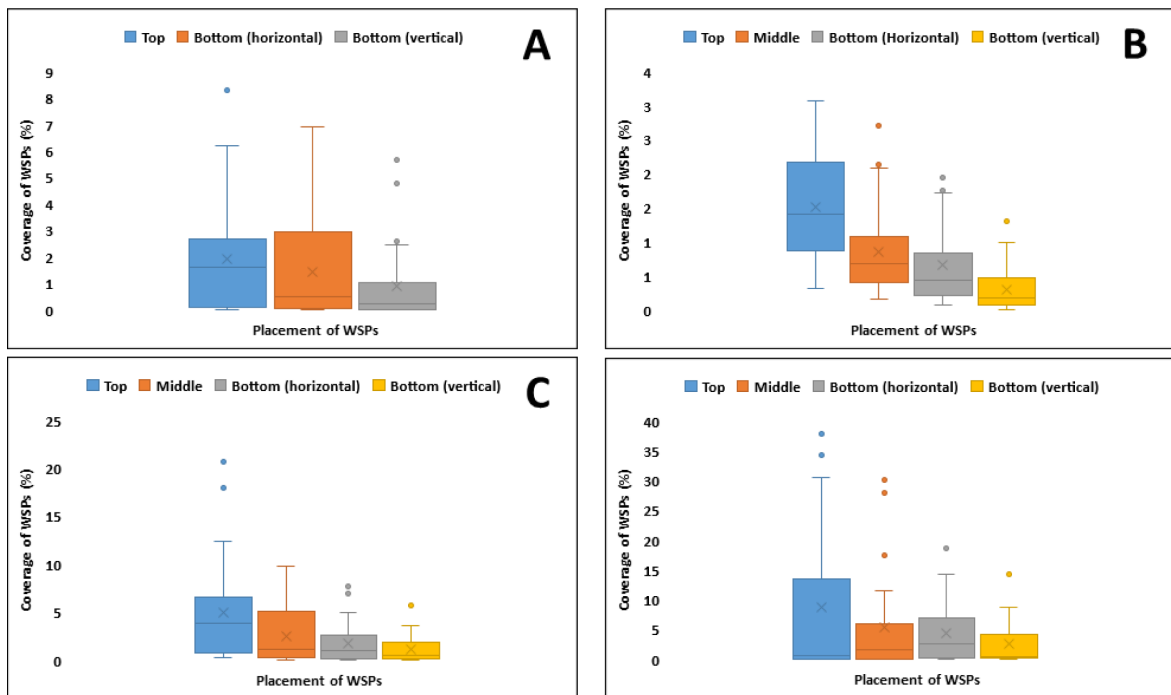 Top Bottom (horizontal) Bottom (vertical)
A
Coverage of WSPs (%)
9
8
7
6
5
4
3
2
1
0
Placement of WSPs
Top Middle Bottom (Horizontal) Bottom (vertical)
B
Coverage of WSPs (%)
4
3
3
2
2
1
1
0
Placement of WSPs
Top Middle Bottom (horizontal) Bottom (vertical)
C
Coverage of WSPs (%)
25
20
15
10
5
0
Placement of WSPs
Top Middle Bottom (horizontal) Bottom (vertical)
Coverage of WSPs (%)
40
35
30
25
20
15
10
5
0
Placement of WSPs